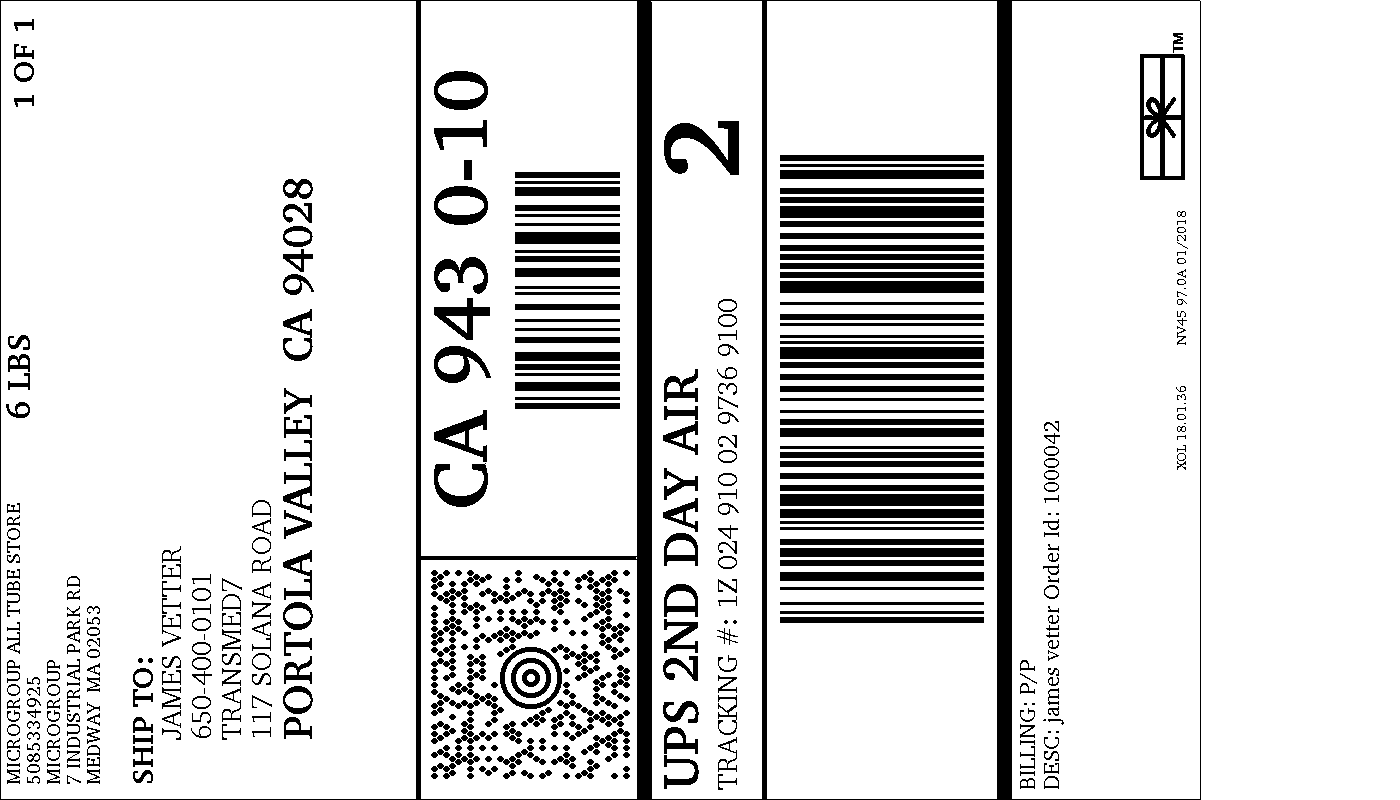 MICROGROUP ALL TUBE STORE
5085334925
MICROGROUP
7 INDUSTRIAL PARK RD
MEDWAY  MA 02053
6 LBS
1 OF 1
SHIP TO:
JAMES VETTER
650-400-0101
TRANSMED7
117 SOLANA ROAD
PORTOLA VALLEY  CA 94028
CA 943 0-10
UPS 2ND DAY AIR
2
TRACKING #: 1Z 024 910 02 9736 9100
BILLING: P/P
DESC: james vetter Order Id: 1000042
XOL 18.01.36
NV45 97.0A 01/2018
TM